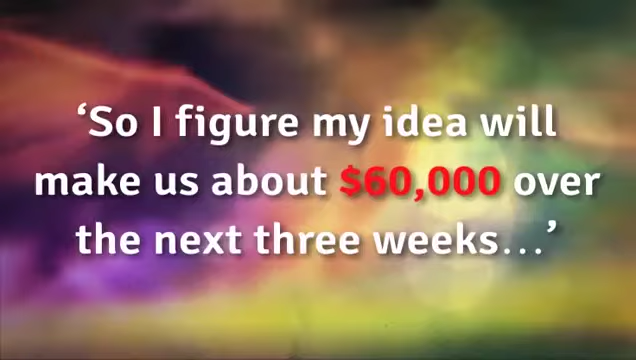 ‘So I figure my idea will
make us about $60,000 over
the next three weeks...’